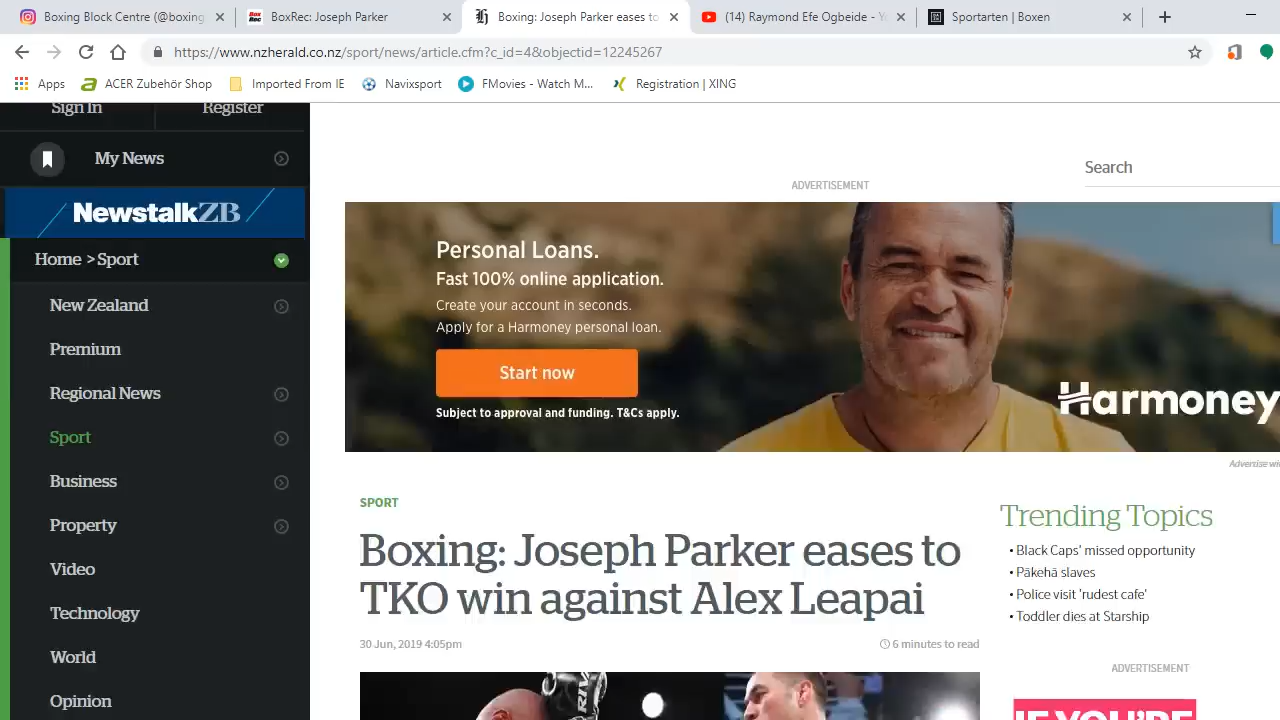 Boxing Block Centre (@boxing
BoxRec: Joseph Parker
Boxing: Joseph Parker eases to
(14) Raymond Efe Ogbeide - Y
Sportarten | Boxen
https://www.nzherald.co.nz/sport/news/article.cfm?c_id=4&objectid=12245267
Apps
ACER Zubehör Shop
Imported From IE
Navixsport
FMovies - Watch M...
Registration | XING
Sign In
Register
My News
NewstalkZB
Home > Sport
New Zealand
Premium
Regional News
Sport
Business
Property
Video
Technology
World
Opinion
Search
ADVERTISEMENT
Personal Loans.
Fast 100% online application.
Create your account in seconds.
Apply for a Harmoney personal loan.
Start now
Subject to approval and funding. T&Cs apply.
Harmoney
Advertise
SPORT
Boxing: Joseph Parker eases to
TKO win against Alex Leapai
30 Jun, 2019 4:05pm
6 minutes to read
Trending Topics
• Black Caps' missed opportunity
• Pākehā slaves
• Police visit 'rudest cafe'
• Toddler dies at Starship
ADVERTISEMENT
IF YOU'RE